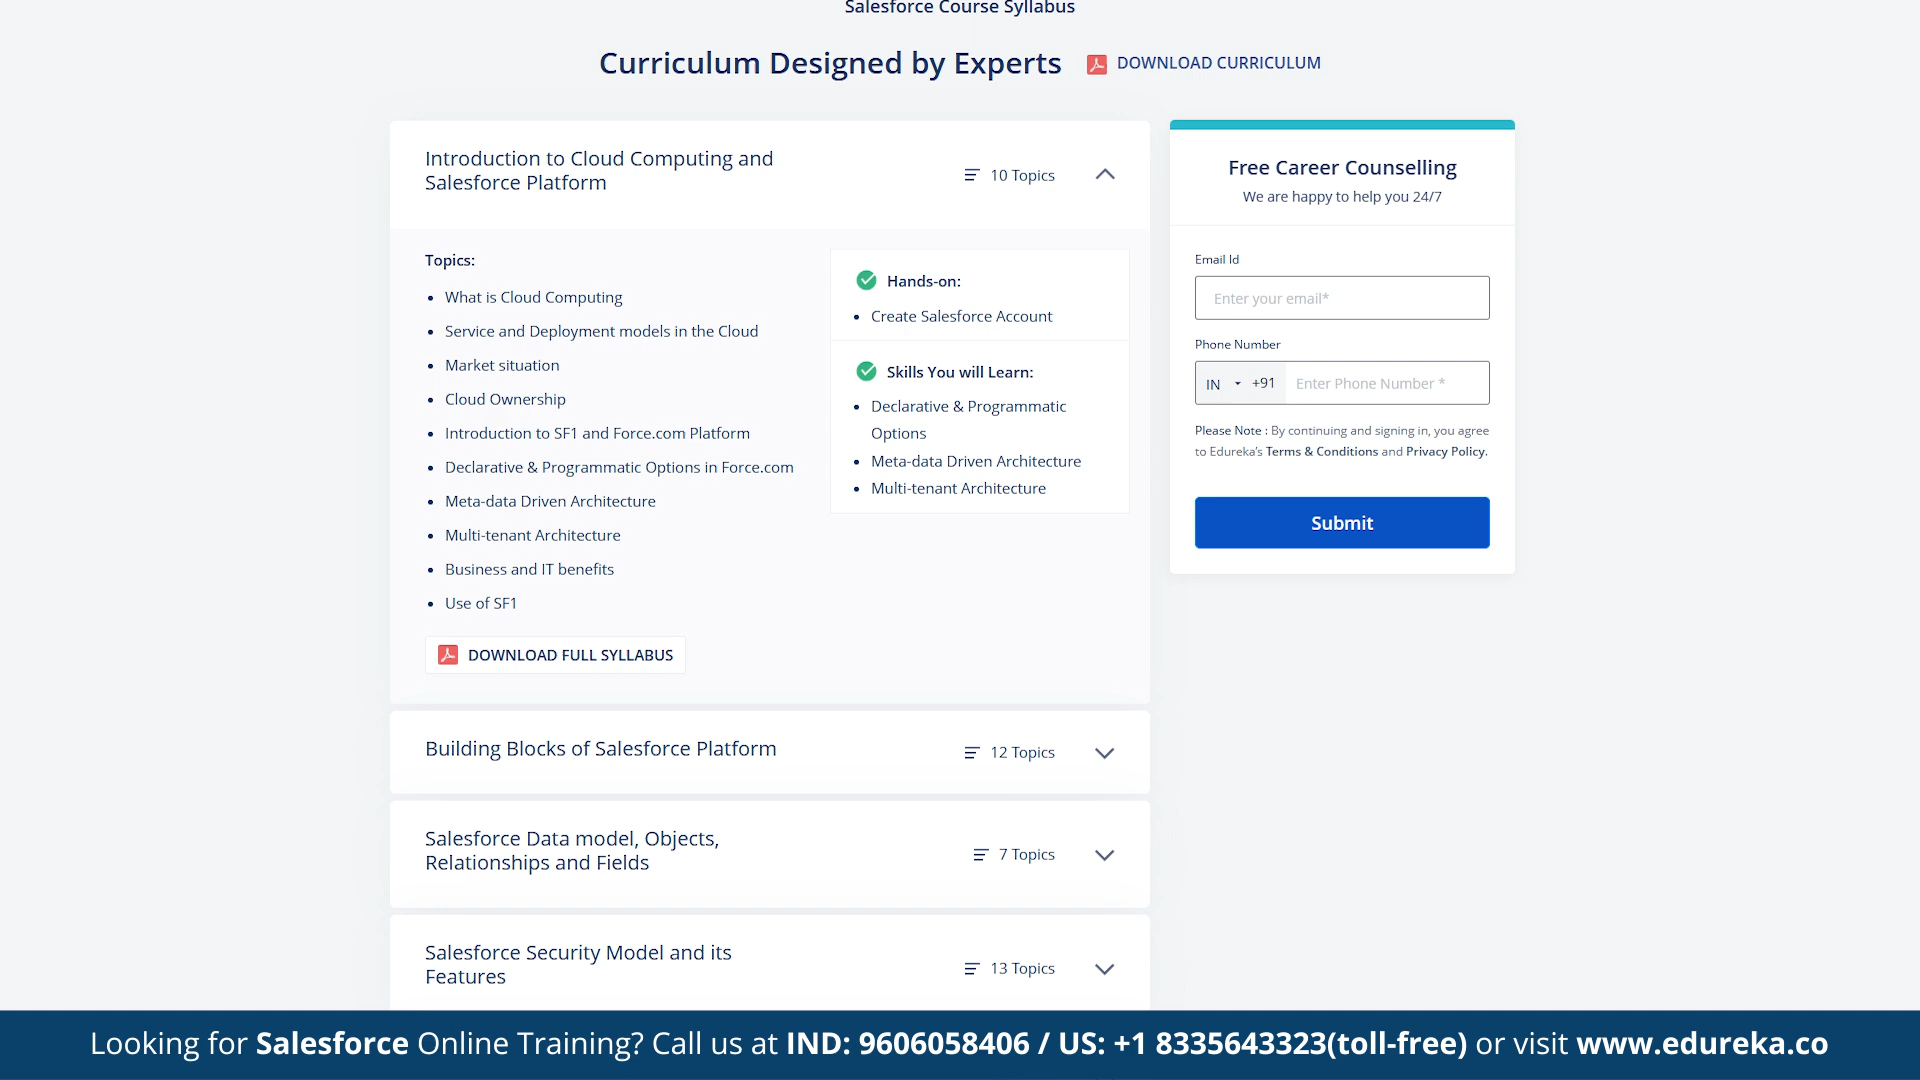 Salesforce Course Syllabus
Curriculum Designed by Experts
DOWNLOAD CURRICULUM
Introduction to Cloud Computing and
Salesforce Platform
10 Topics
Topics:
What is Cloud Computing
Service and Deployment models in the Cloud
Market situation
Cloud Ownership
Introduction to SF1 and Force.com Platform
Declarative & Programmatic Options in Force.com
Meta-data Driven Architecture
Multi-tenant Architecture
Business and IT benefits
Use of SF1
DOWNLOAD FULL SYLLABUS
Hands-on:
Create Salesforce Account
Skills You will Learn:
Declarative & Programmatic
Options
Meta-data Driven Architecture
Multi-tenant Architecture
Building Blocks of Salesforce Platform
12 Topics
Salesforce Data model, Objects,
Relationships and Fields
7 Topics
Salesforce Security Model and its
Features
13 Topics
Free Career Counselling
We are happy to help you 24/7
Email Id
Enter your email*
Phone Number
IN +91 Enter Phone Number *
Please Note : By continuing and signing in, you agree
to Edureka's Terms & Conditions and Privacy Policy.
Submit
Looking for Salesforce Online Training? Call us at IND: 9606058406 / US: +1 8335643323(toll-free) or visit www.edureka.co